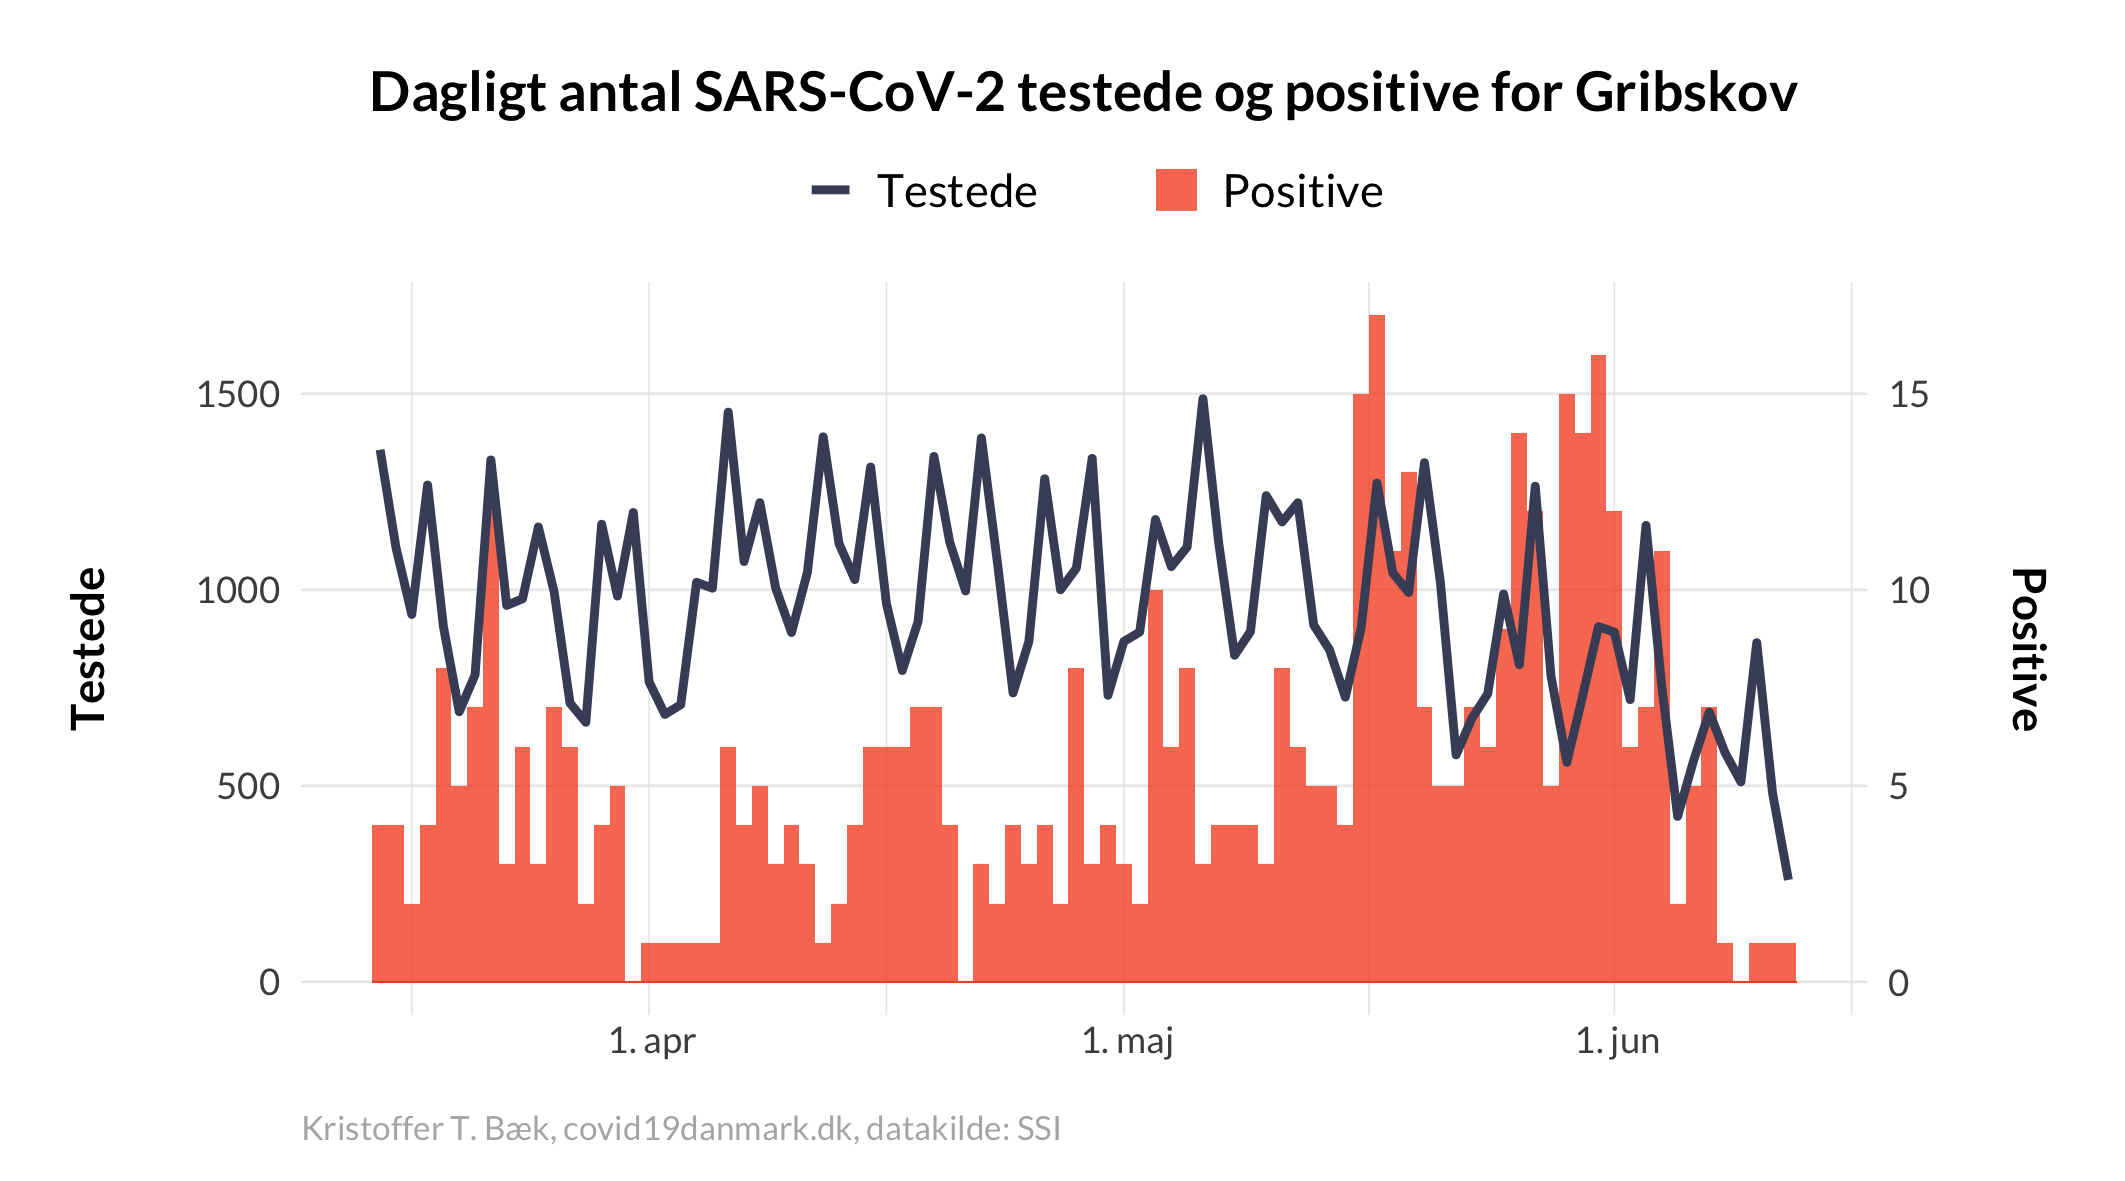 Dagligt antal SARS-CoV-2 testede og positive for Gribskov
Testede
Positive
1500
1000
500
0
15
10
5
0
Testede
Positive
1. apr
1. maj
1. jun
Kristoffer T. Bæk, covid19danmark.dk, datakilde: SSI